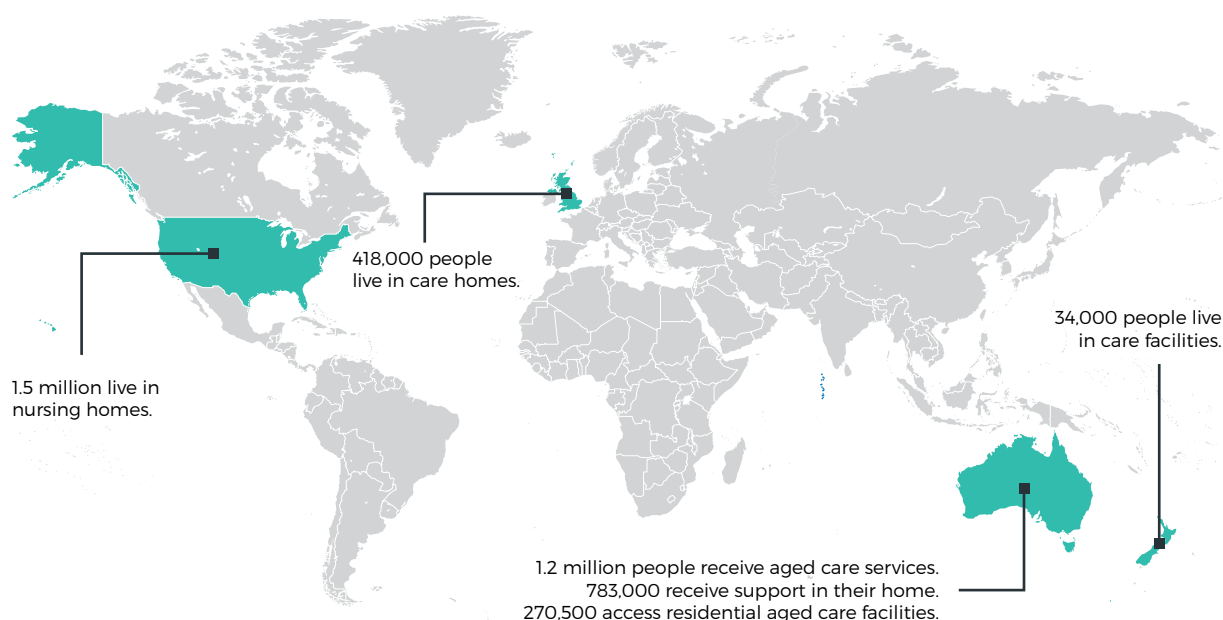 418,000 people
live in care homes.
34,000 people live
in care facilities.
1.5 million live in
nursing homes.
1.2 million people receive aged care services.
783,000 receive support in their home.
270,500 access residential aged care facilities.